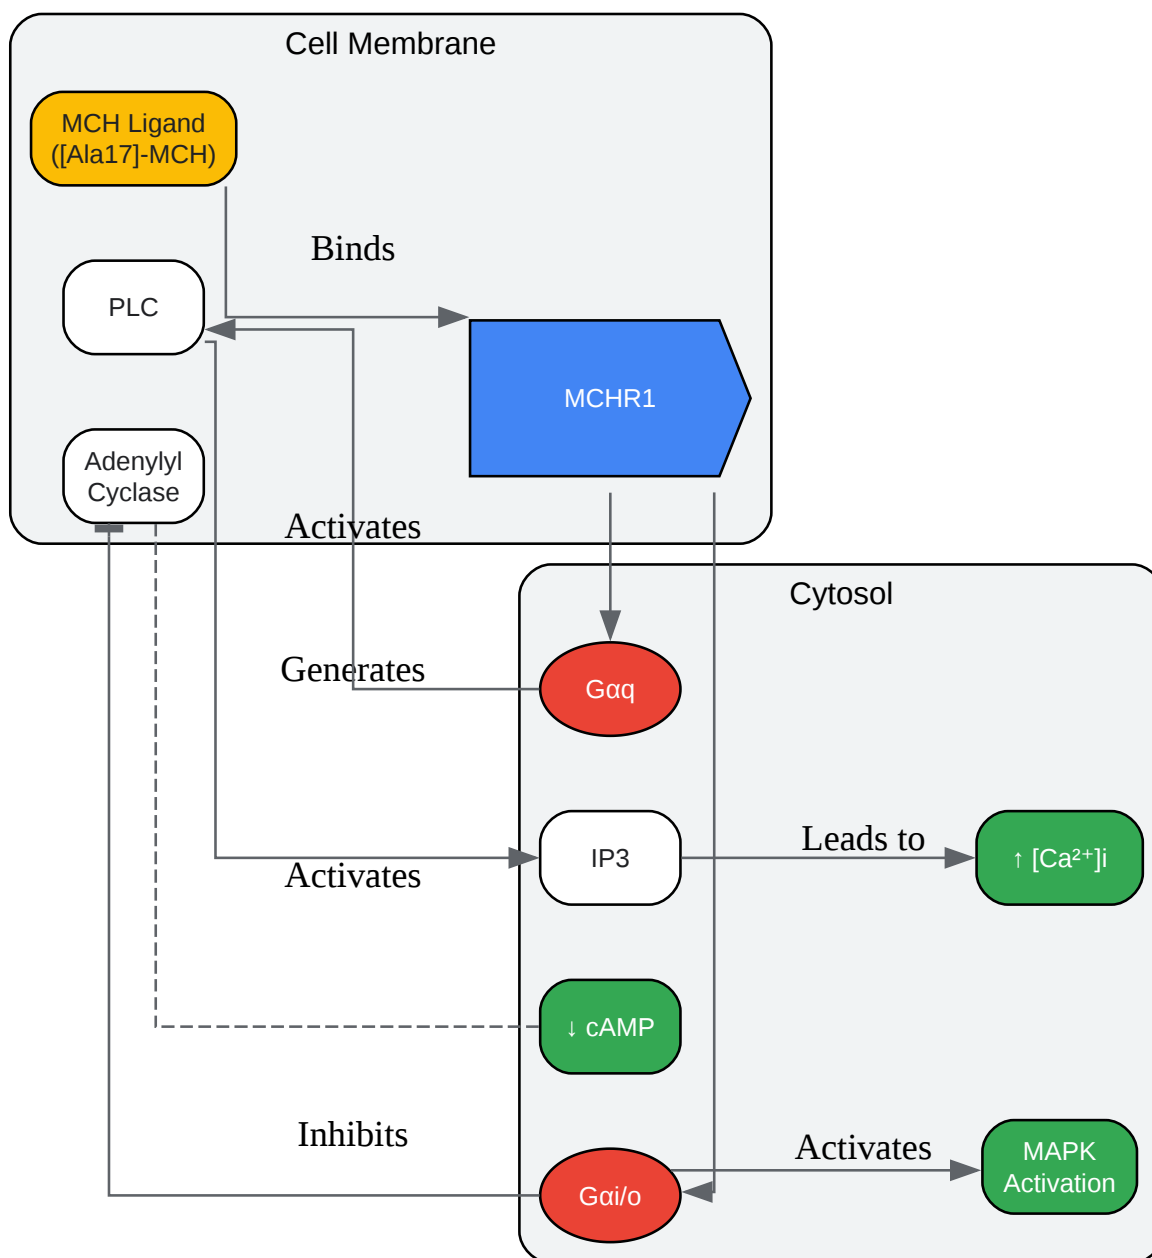 Cell Membrane
MCH Ligand
([Ala17]-MCH)
Binds
PLC
MCHR1
Adenylyl
Cyclase
Activates
Cytosol
Generates
Gαq
Leads to
IP3
↑ [Ca²⁺]i
Activates
↓ cAMP
Inhibits
Activates
MAPK
Activation
Gαi/o